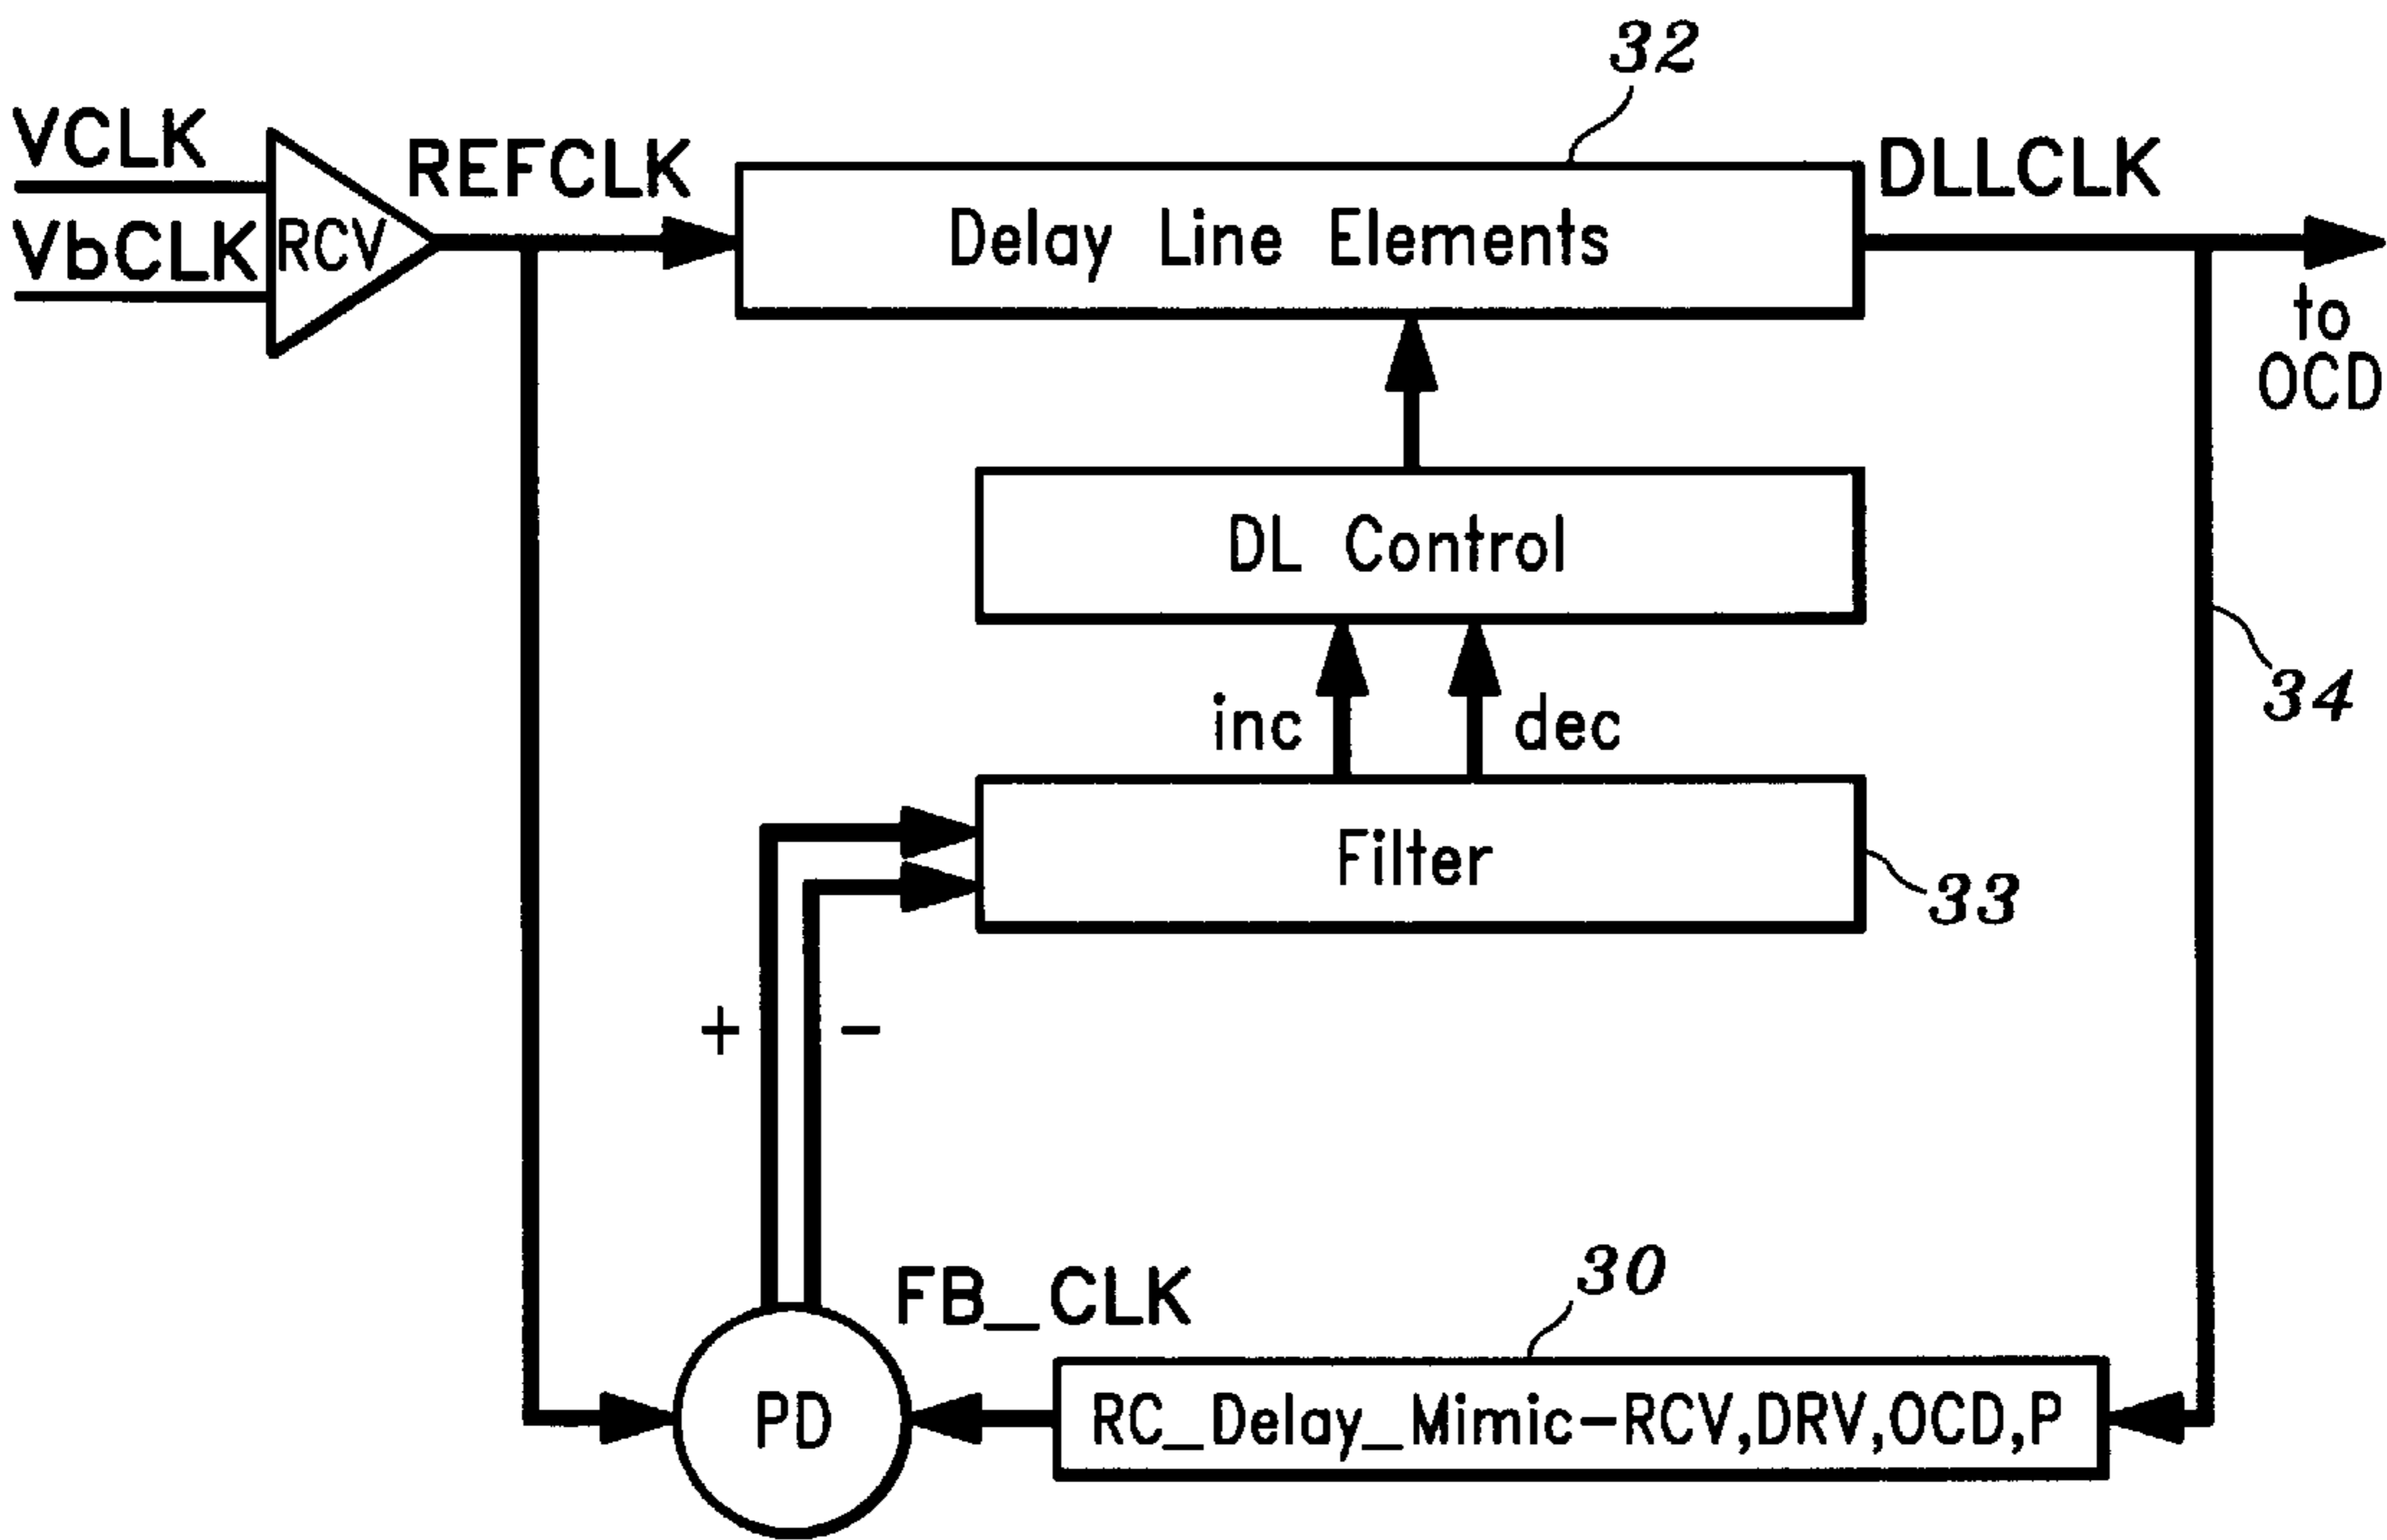 32
VCLK
REFCLK
DLLCLK
VbCLK
RCV
Delay Line Elements
to
OCD
DL Control
34
inc
dec
Filter
33
+
-
FB_CLK
30
PD
RC_Delay_Mimic-RCV,DRV,OCD,P